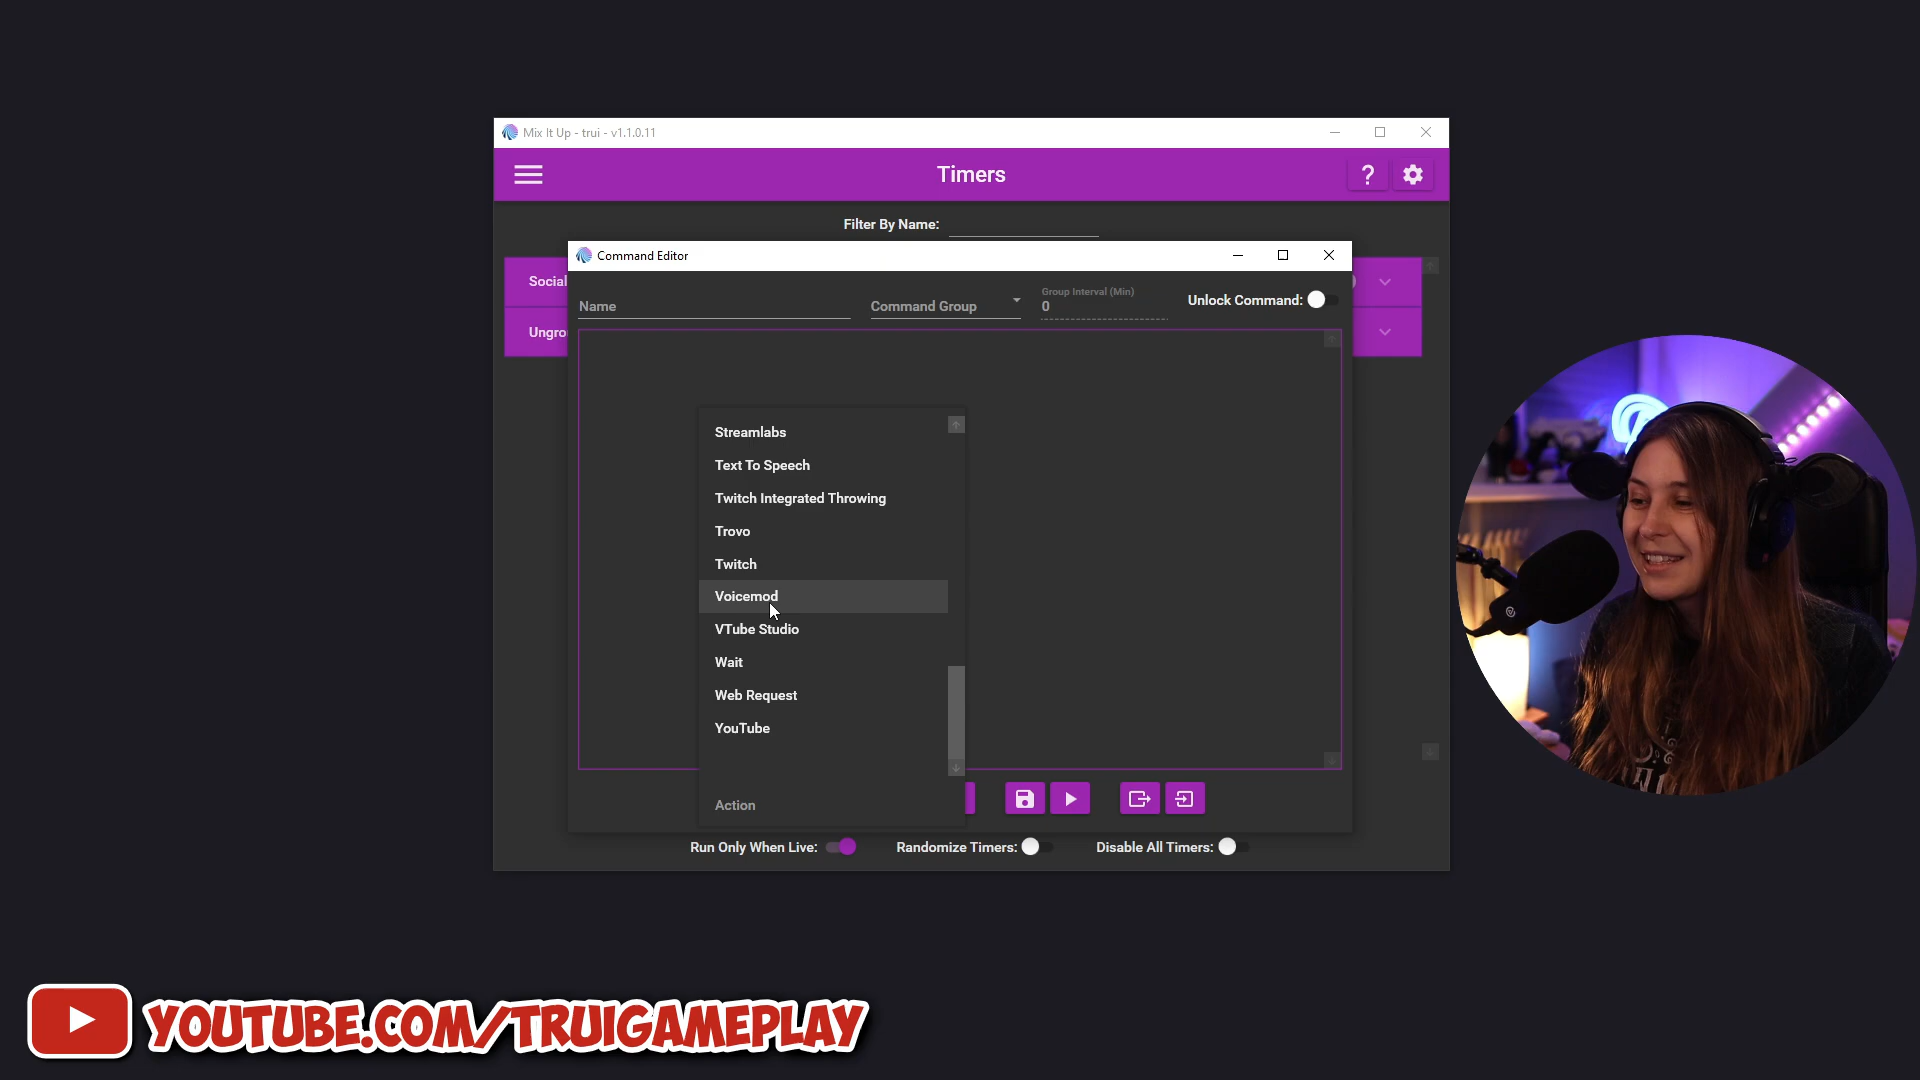 Mix It Up - trui - v1.1.0.11
Timers
?
Filter By Name:
Command Editor
Social
Ungro
Name
Command Group
Group Interval (Min)
0
Unlock Command:
Streamlabs
Text To Speech
Twitch Integrated Throwing
Trovo
Twitch
Voicemod
VTube Studio
Wait
Web Request
YouTube
Action
Run Only When Live:
Randomize Timers:
Disable All Timers:
YOUTUBE.COM/TRUIGAMEPLAY